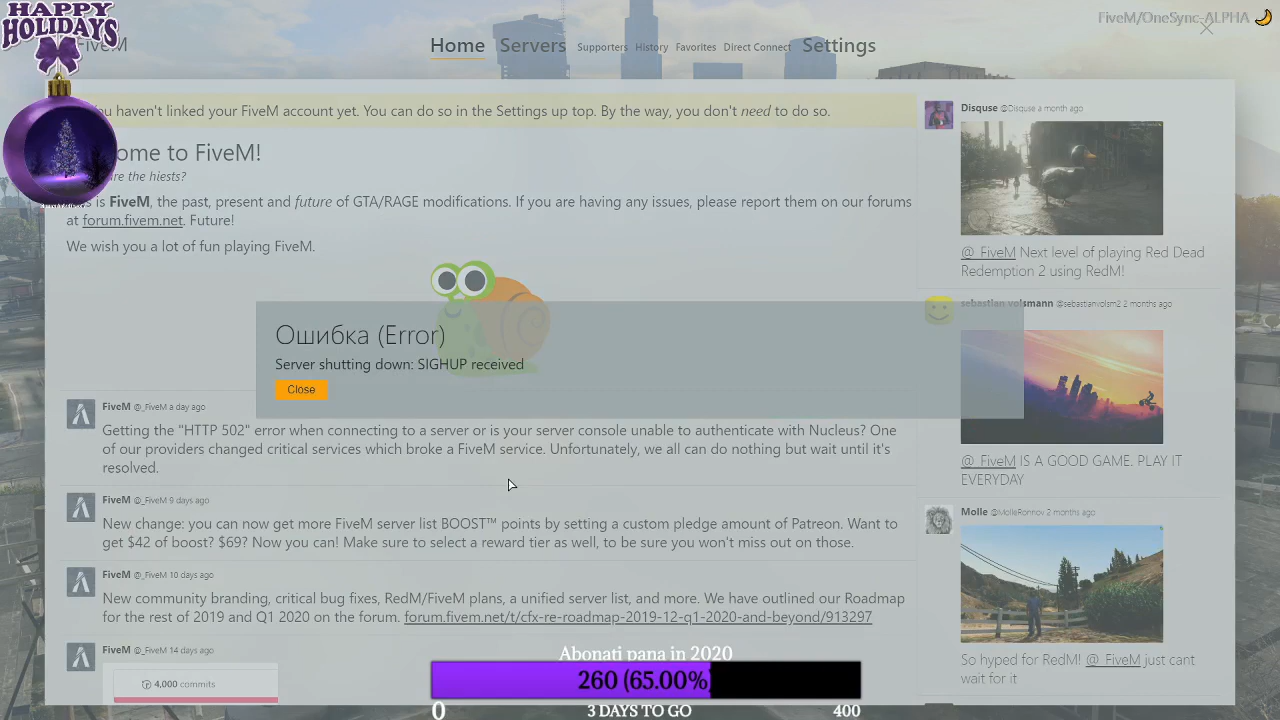 HAPPY
HOLIDAYS
FiveM/OneSync-ALPHA
FiveM
Home Servers Supporters History Favorites Direct Connect Settings
ou haven't linked your FiveM account yet. You can do so in the Settings up top. By the way, you don't need to do so.
ome to FiveM!
re the hiests?
is FiveM, the past, present and future of GTA/RAGE modifications. If you are having any issues, please report them on our forums
at forum.fivem.net. Future!
We wish you a lot of fun playing FiveM.
Ошибка (Error)
Server shutting down: SIGHUP received
Close
FiveM @_FiveM a day ago
Getting the "HTTP 502" error when connecting to a server or is your server console unable to authenticate with Nucleus? One
of our providers changed critical services which broke a FiveM service. Unfortunately, we all can do nothing but wait until it's
resolved.
FiveM @_FiveM 9 days ago
New change: you can now get more FiveM server list BOOST™ points by setting a custom pledge amount of Patreon. Want to
get $42 of boost? $69? Now you can! Make sure to select a reward tier as well, to be sure you won't miss out on those.
FiveM @_FiveM 10 days ago
New community branding, critical bug fixes, RedM/FiveM plans, a unified server list, and more. We have outlined our Roadmap
for the rest of 2019 and Q1 2020 on the forum. forum.fivem.net/t/cfx-re-roadmap-2019-12-q1-2020-and-beyond/913297
FiveM @_FiveM 14 days ago
4,000 commits
Disquse @Disquse a month ago
@_FiveM Next level of playing Red Dead
Redemption 2 using RedM!
sebastian volsmann @sebastianvolsm2 2 months ago
@_FiveM IS A GOOD GAME. PLAY IT
EVERYDAY
Molle @MolleRonnov 2 months ago
So hyped for RedM! @_FiveM just cant
wait for it
Abonati pana in 2020
260 (65.00%)
0 3 DAYS TO GO 400